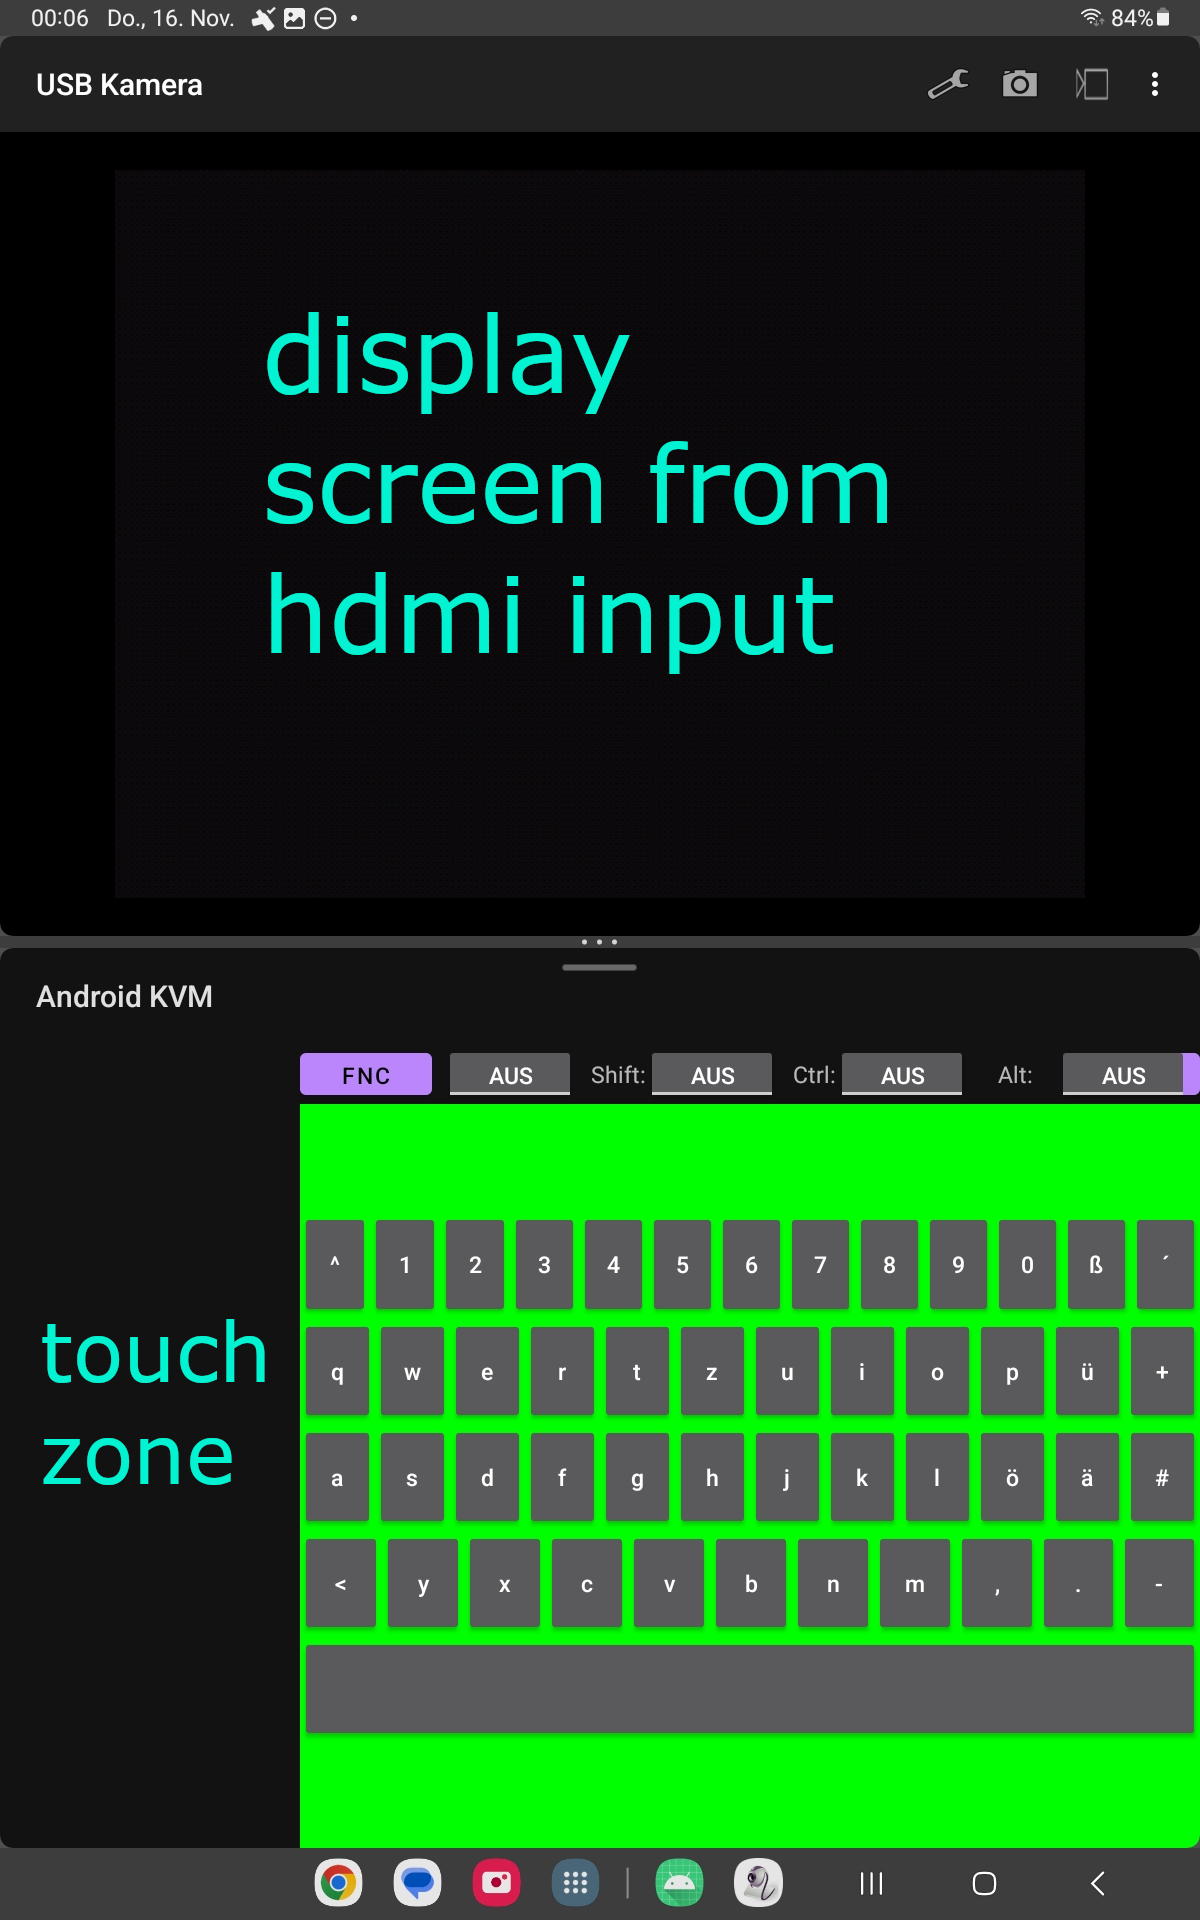 00:06 Do., 16. Nov. 84%
USB Kamera
display
screen from
hdmi input
Android KVM
FNC AUS Shift: AUS Ctrl: AUS Alt: AUS
^ 1 2 3 4 5 6 7 8 9 0 ß ´
q w e r t z u i o p ü +
touch
a s d f g h j k l ö ä #
zone
< y x c v b n m , . -